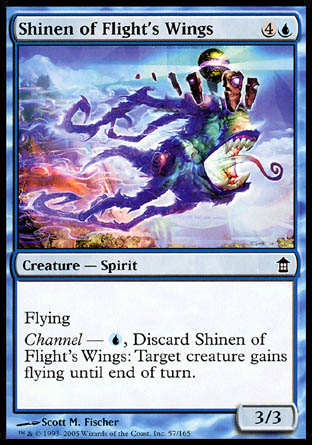 Shinen of Flight's Wings 4
Creature — Spirit
Flying
Channel — , Discard Shinen of
Flight's Wings: Target creature gains
flying until end of turn.
Scott M. Fischer
™ & © 1993-2005 Wizards of the Coast, Inc. 57/165
3/3